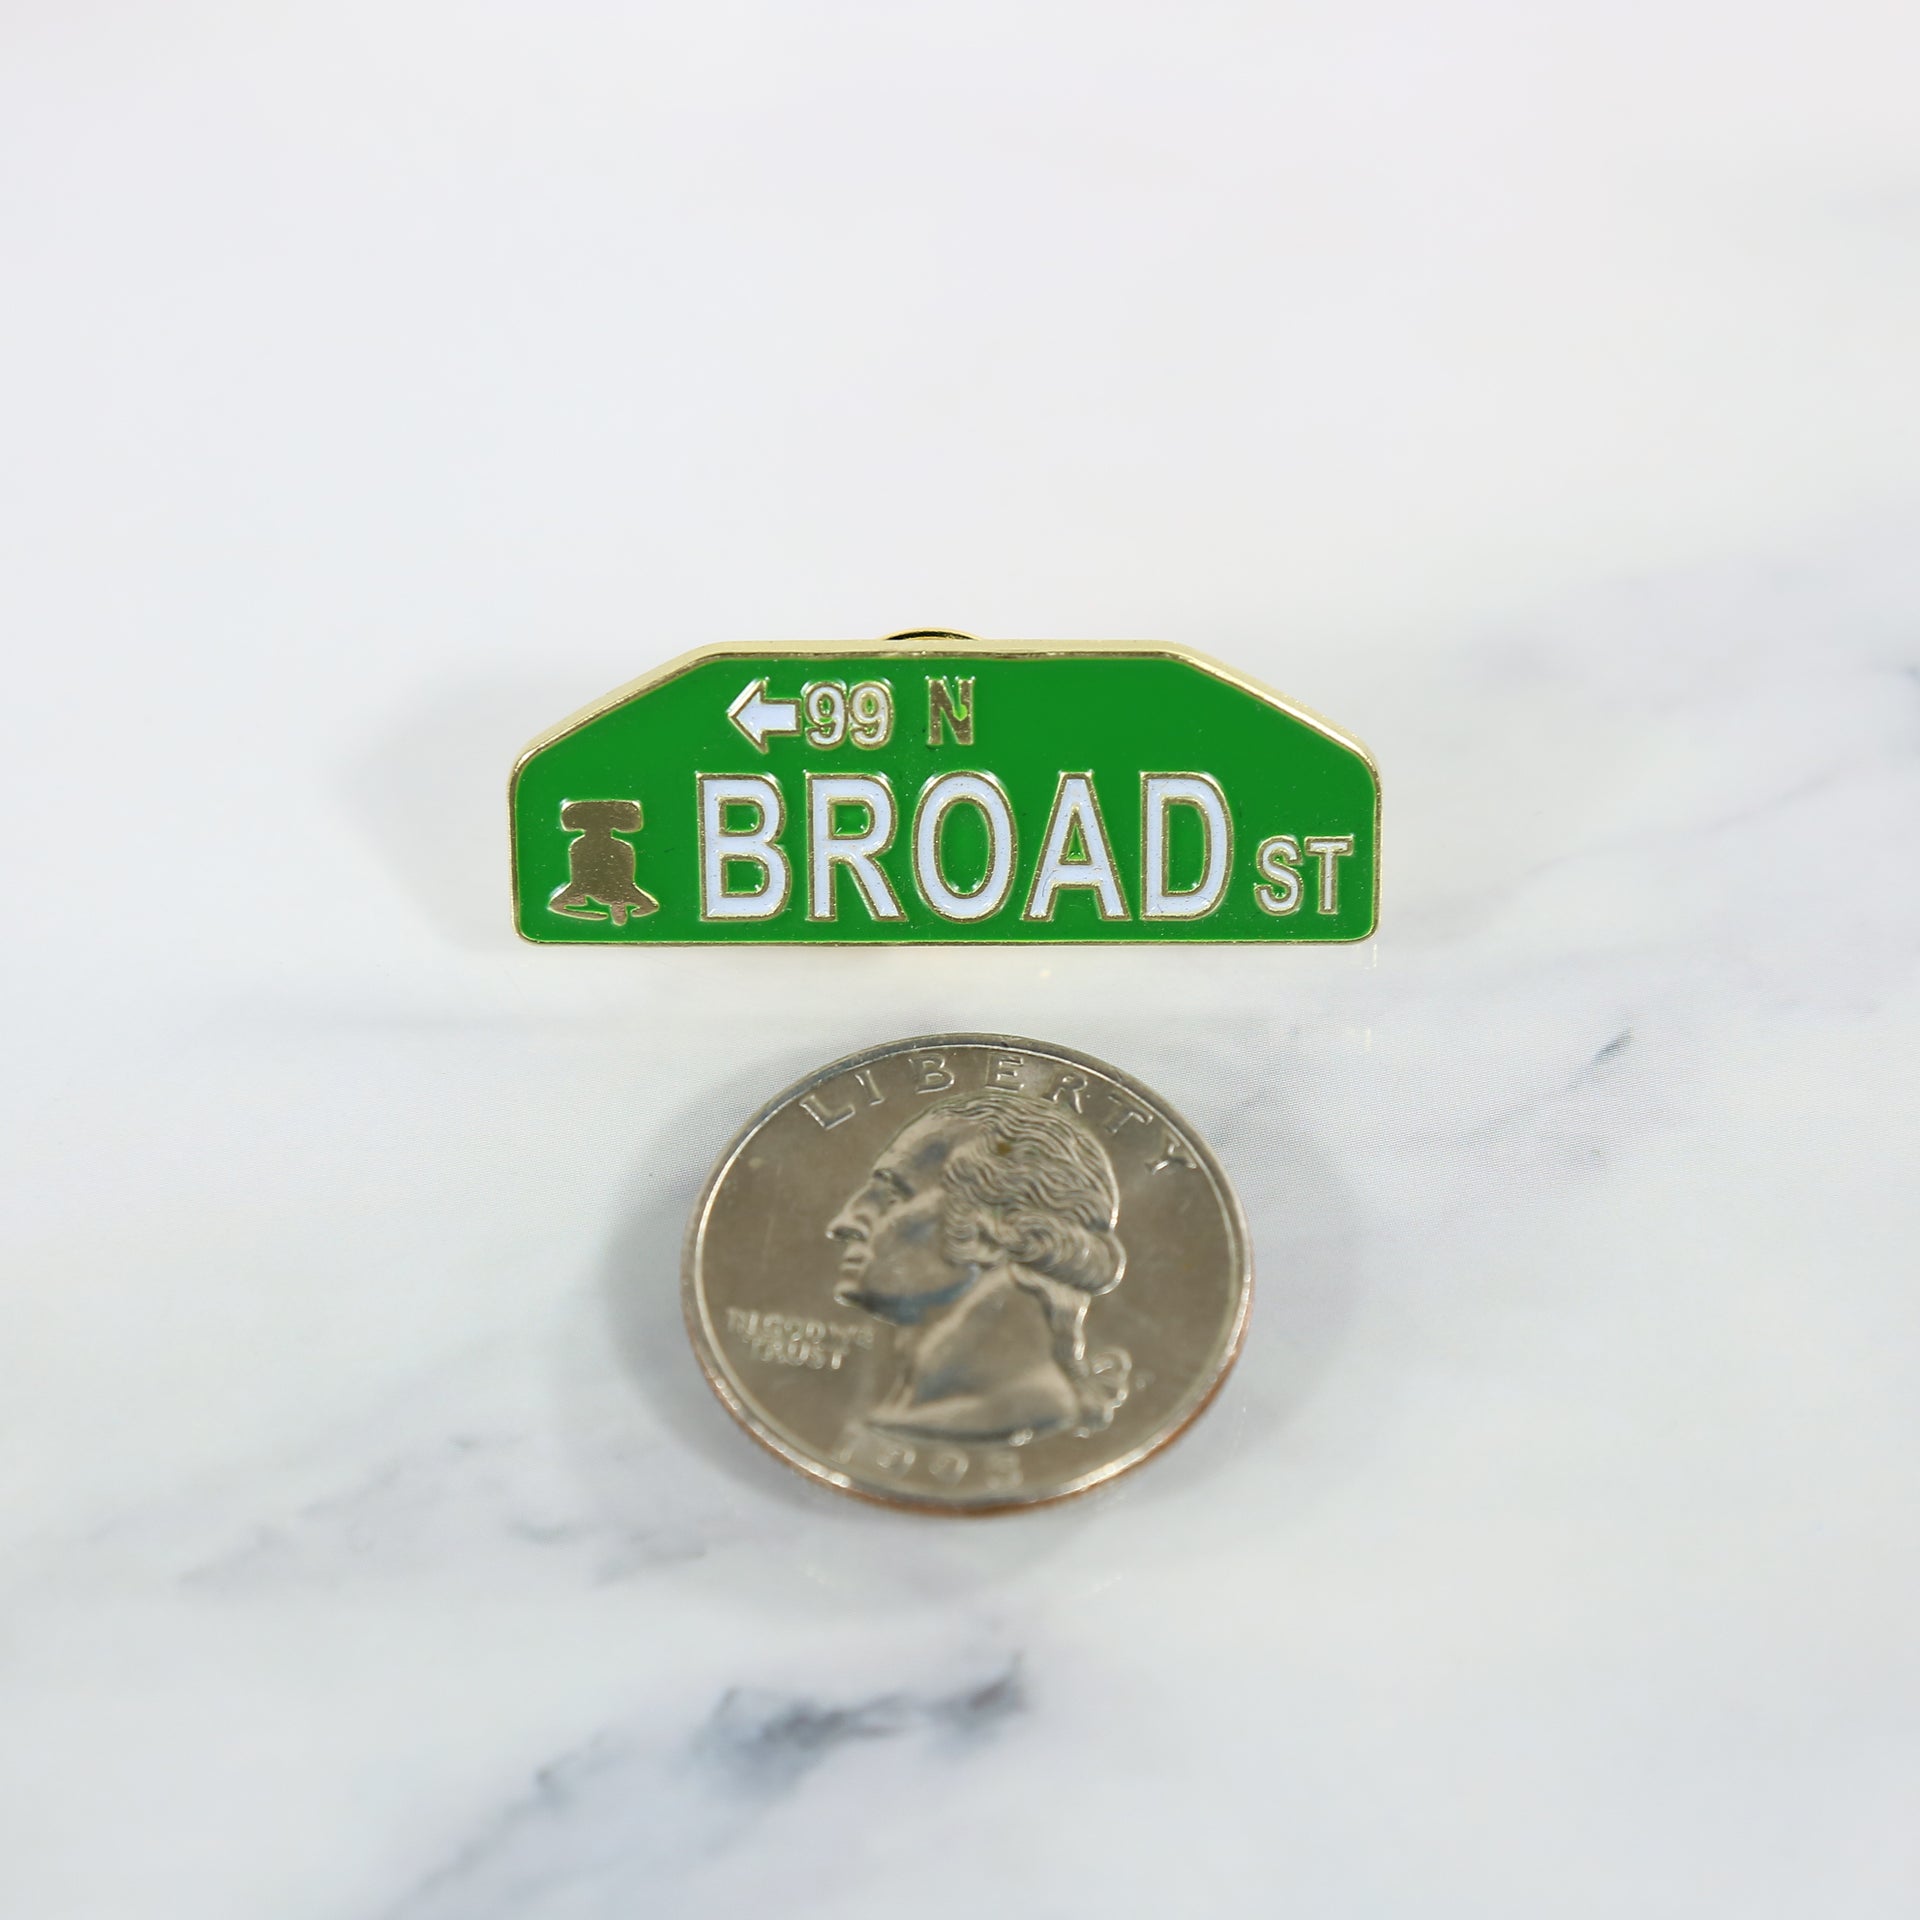 ←99 N
BROAD ST
LIBERTY
IN GOD WE
TRUST